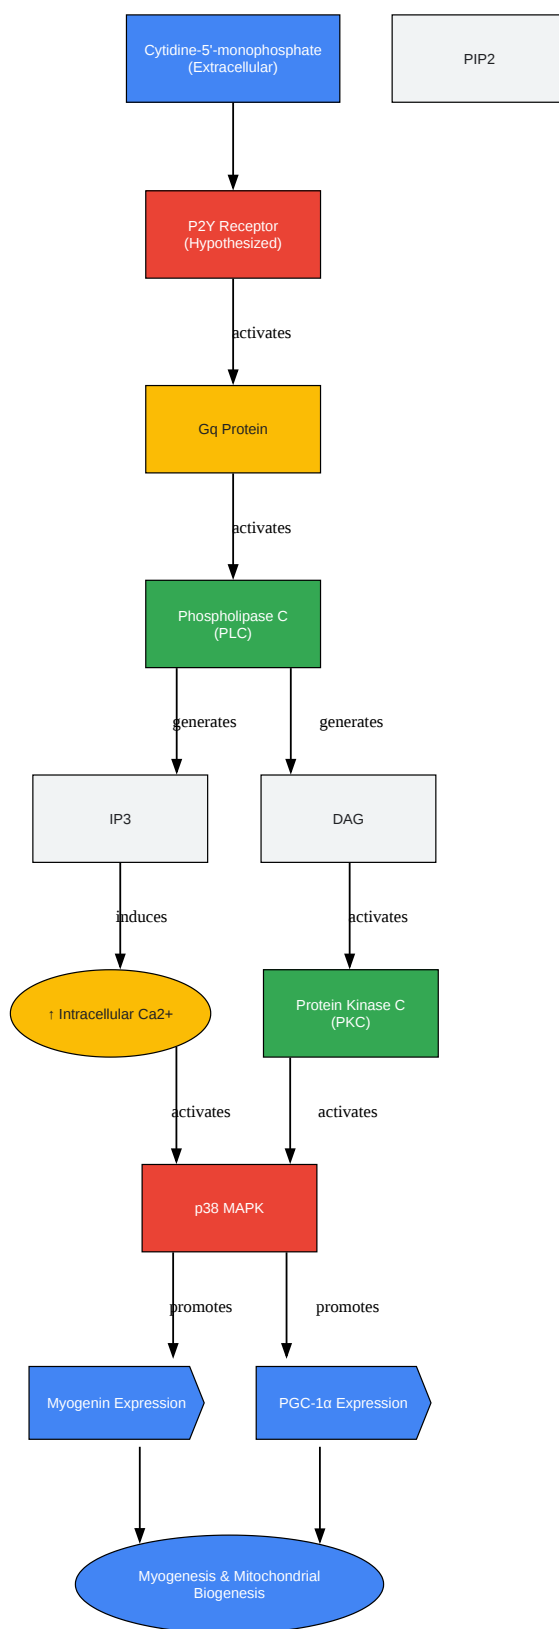 Cytidine-5'-monophosphate
(Extracellular)
PIP2
P2Y Receptor
(Hypothesized)
activates
Gq Protein
activates
Phospholipase C
(PLC)
generates
generates
IP3
DAG
induces
activates
↑ Intracellular Ca2+
Protein Kinase C
(PKC)
activates
activates
p38 MAPK
promotes
promotes
Myogenin Expression
PGC-1α Expression
Myogenesis & Mitochondrial
Biogenesis